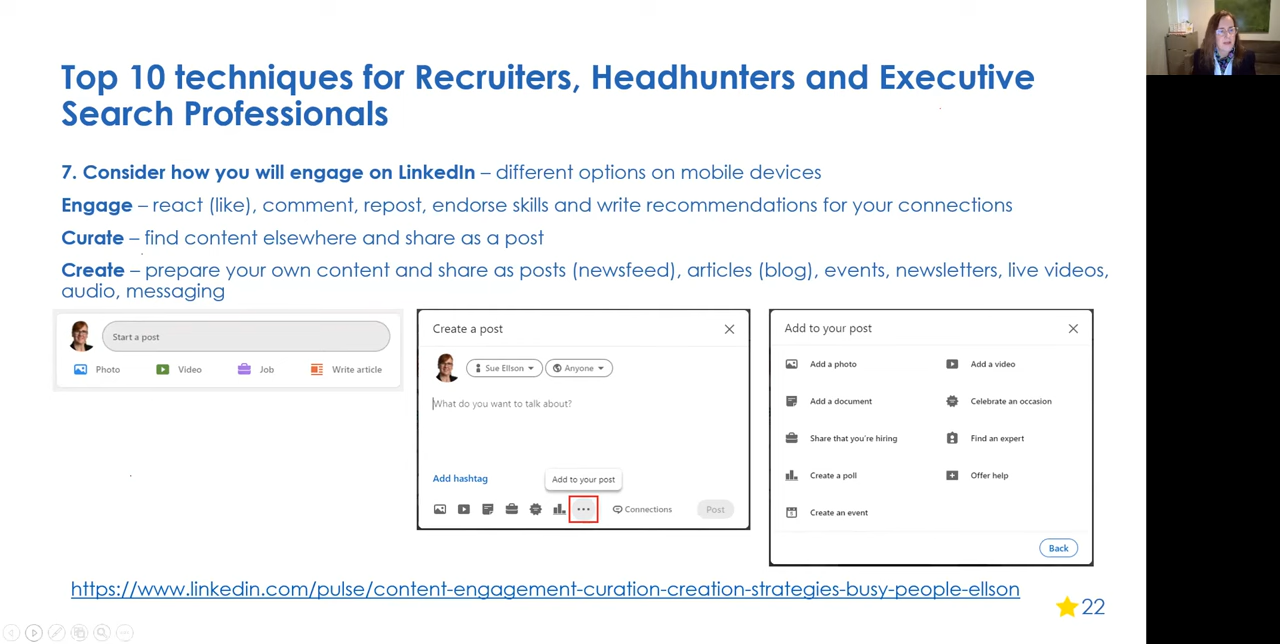 Top 10 techniques for Recruiters, Headhunters and Executive
Search Professionals
7. Consider how you will engage on LinkedIn – different options on mobile devices
Engage – react (like), comment, repost, endorse skills and write recommendations for your connections
Curate – find content elsewhere and share as a post
Create – prepare your own content and share as posts (newsfeed), articles (blog), events, newsletters, live videos,
audio, messaging
Start a post
Photo Video Job Write article
Create a post
Sue Ellson Anyone
What do you want to talk about?
Add hashtag
Add to your post
Connections Post
Add to your post
Add a photo Add a video
Add a document Celebrate an occasion
Share that you're hiring Find an expert
Create a poll Offer help
Create an event
Back
https://www.linkedin.com/pulse/content-engagement-curation-creation-strategies-busy-people-ellson
22